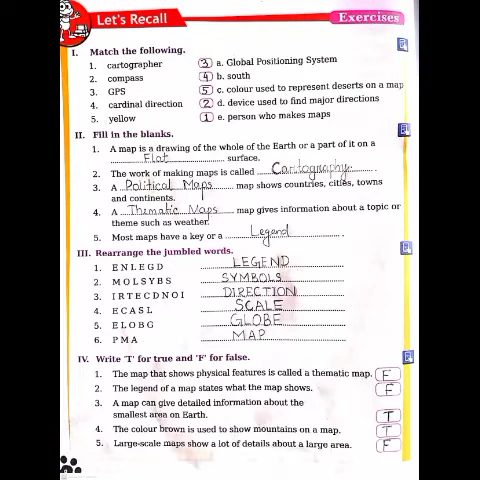 Let's Recall
Exercises
I. Match the following.
1. cartographer 3 a. Global Positioning System
2. compass 4 b. south
3. GPS 5 c. colour used to represent deserts on a map
4. cardinal direction 2 d. device used to find major directions
5. yellow 1 e. person who makes maps
II. Fill in the blanks.
1. A map is a drawing of the whole of the Earth or a part of it on a
Flat surface.
2. The work of making maps is called Cartography.
3. A Political Maps map shows countries, cities, towns
and continents.
4. A Thematic Maps map gives information about a topic or
theme such as weather.
5. Most maps have a key or a Legend.
III. Rearrange the jumbled words.
1. E N L E G D LEGEND
2. M O L S Y B S SYMBOLS
3. I R T E C D N O I DIRECTION
4. E C A S L SCALE
5. E L O B G GLOBE
6. P M A MAP
IV. Write 'T' for true and 'F' for false.
1. The map that shows physical features is called a thematic map. F
2. The legend of a map states what the map shows. F
3. A map can give detailed information about the
smallest area on Earth. T
4. The colour brown is used to show mountains on a map. T
5. Large-scale maps show a lot of details about a large area. F